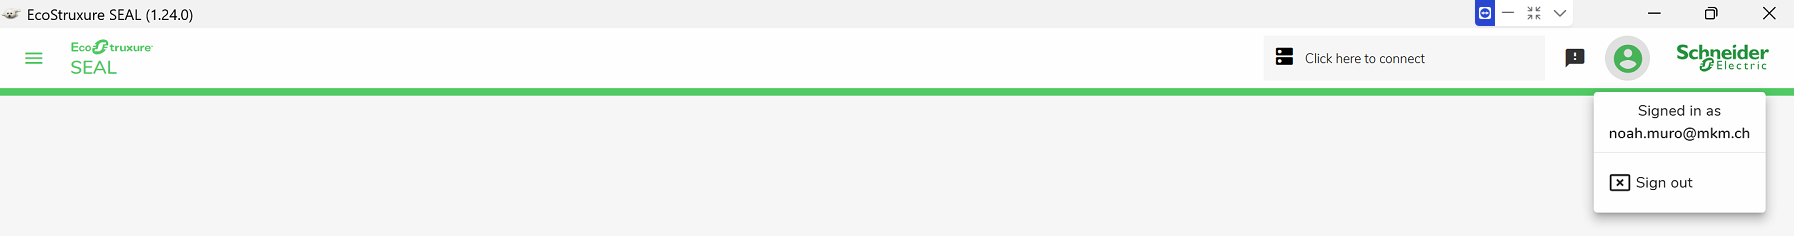 EcoStruxure SEAL (1.24.0)
EcoStruxure
SEAL
Click here to connect
Schneider
Electric
Signed in as
noah.muro@mkm.ch
Sign out